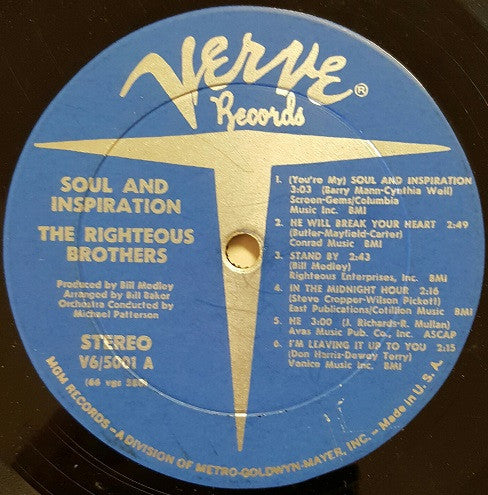 Verve ®
Records
SOUL AND
INSPIRATION
THE RIGHTEOUS
BROTHERS
Produced by Bill Medley
Arranged by Bill Baker
Orchestra Conducted by
Michael Patterson
STEREO
V6/5001 A
(66 vgs
1. (You're My) SOUL AND INSPIRATION
3:03 (Barry Mann-Cynthia Weil)
Screen-Gems/Columbia
Music Inc. BMI
2. HE WILL BREAK YOUR HEART 2:49
(Butler-Mayfield-Carter)
Conrad Music BMI
3. STAND BY 2:43
(Bill Medley)
Righteous Enterprises, Inc. BMI
4. IN THE MIDNIGHT HOUR 2:16
(Steve Cropper-Wilson Pickett)
East Publications/Cotillion Music BMI
5. HE 3:00 (J. Richards-R. Mullan)
Avas Music Pub. Co., Inc. ASCAP
6. I'M LEAVING IT UP TO YOU 2:15
(Don Harris-Dewey Terry)
Venice Music Inc. BMI
MGM RECORDS – A DIVISION OF METRO-GOLDWYN-MAYER, INC. – Made in U.S.A.